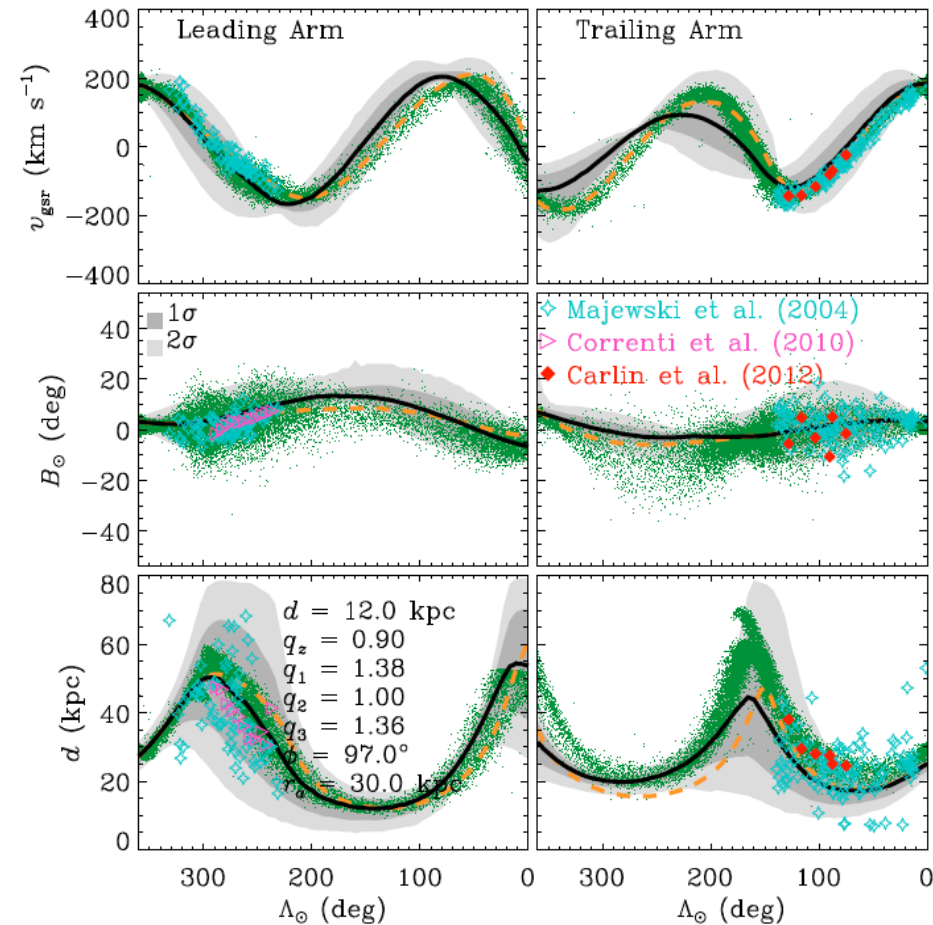 Leading Arm
Trailing Arm
400
200
0
−200
−400
v_gsr (km s⁻¹)
1σ
2σ
Majewski et al. (2004)
Correnti et al. (2010)
Carlin et al. (2012)
40
20
0
−20
−40
B_⊙ (deg)
80
60
40
20
0
d (kpc)
d = 12.0 kpc
q_z = 0.90
q_1 = 1.38
q_2 = 1.00
q_3 = 1.36
= 97.0°
r_d = 30.0 kpc
300 200 100 0
300 200 100 0
Λ_⊙ (deg)
Λ_⊙ (deg)